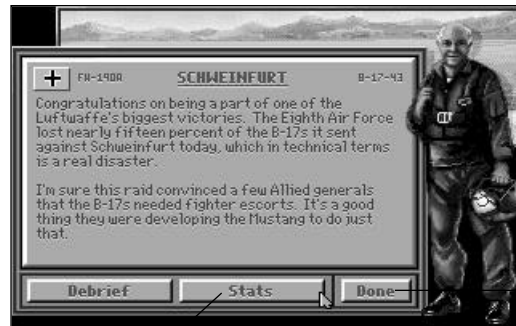 FW-190A SCHWEINFURT 8-17-43
Congratulations on being a part of one of the
Luftwaffe's biggest victories. The Eighth Air Force
lost nearly fifteen percent of the B-17s it sent
against Schweinfurt today, which in technical terms
is a real disaster.
I'm sure this raid convinced a few Allied generals
that the B-17s needed fighter escorts. It's a good
thing they were developing the Mustang to do just
that.
Debrief Stats Done